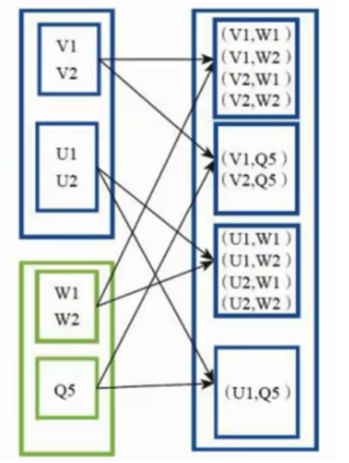 V1
V2
U1
U2
W1
W2
Q5
(V1,W1)
(V1,W2)
(V2,W1)
(V2,W2)
(V1,Q5)
(V2,Q5)
(U1,W1)
(U1,W2)
(U2,W1)
(U2,W2)
(U1,Q5)